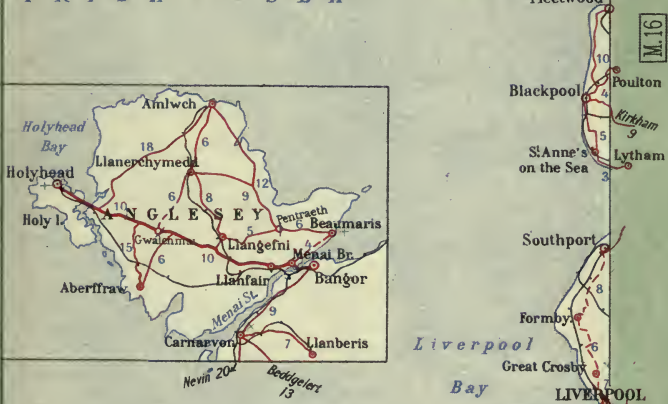 IRISH SEA
Fleetwood
M.16
10
Poulton
Blackpool
4
Kirkham
9
5
St. Anne's
on the Sea
Lytham
3
Amlwch
Holyhead
Bay
18
6
Llanerchymedd
Holyhead
12
6
8
9
10
Holy I.
ANGLESEY
Pentraeth
5
6
Beaumaris
Gwalchmai
15
6
Llangefni
4
Menai Br.
10
Aberffraw
Llanfair
Bangor
Menai St.
9
Carnarvon
7
Llanberis
Nevin 20
Beddgelert
13
Southport
8
Formby
Liverpool
Bay
6
Great Crosby
7
LIVERPOOL